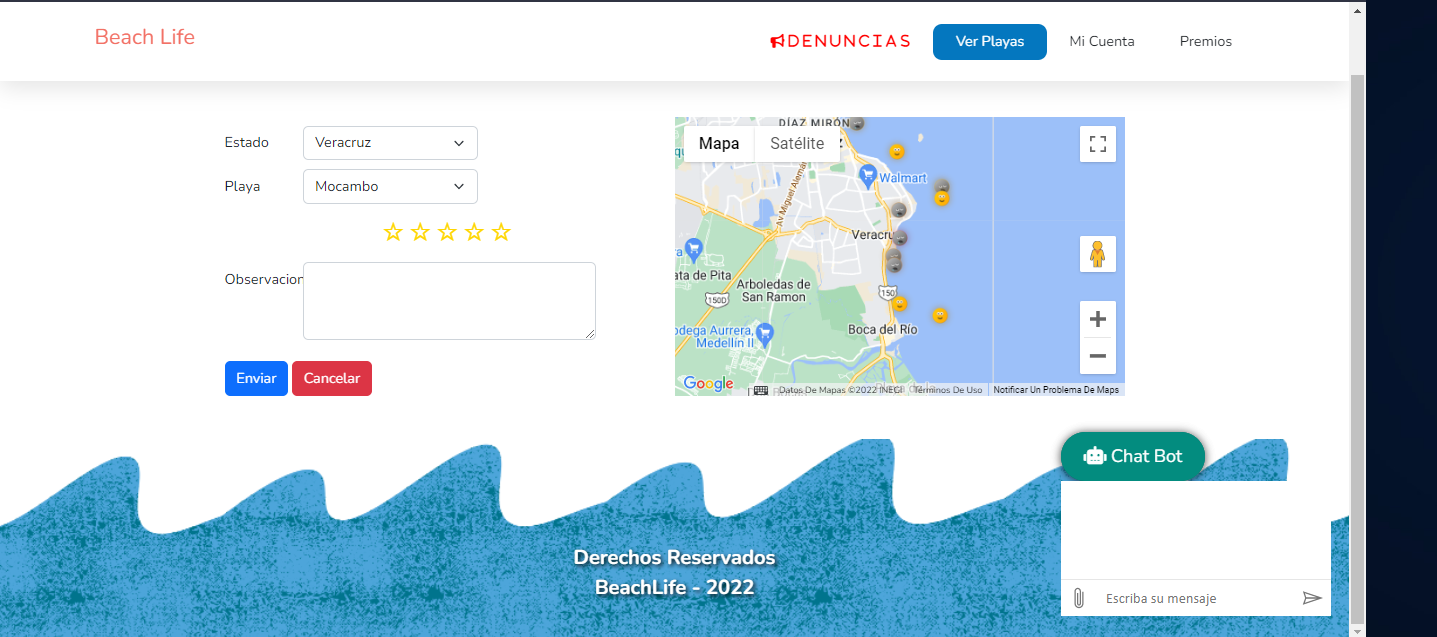 Beach Life
DENUNCIAS
Ver Playas
Mi Cuenta
Premios
Estado
Veracruz
Playa
Mocambo
Observacion
Enviar
Cancelar
DÍAZ MIRÓN
Mapa
Satélite
Av Miguel Alemá
Walmart
Veracru
ata de Pita
Arboledas de
San Ramon
150D
150
odega Aurrera,
Medellín II
Boca del Río
Google
Datos De Mapas ©2022 INEGI
Términos De Uso
Notificar Un Problema De Maps
Chat Bot
Escriba su mensaje
Derechos Reservados
BeachLife - 2022